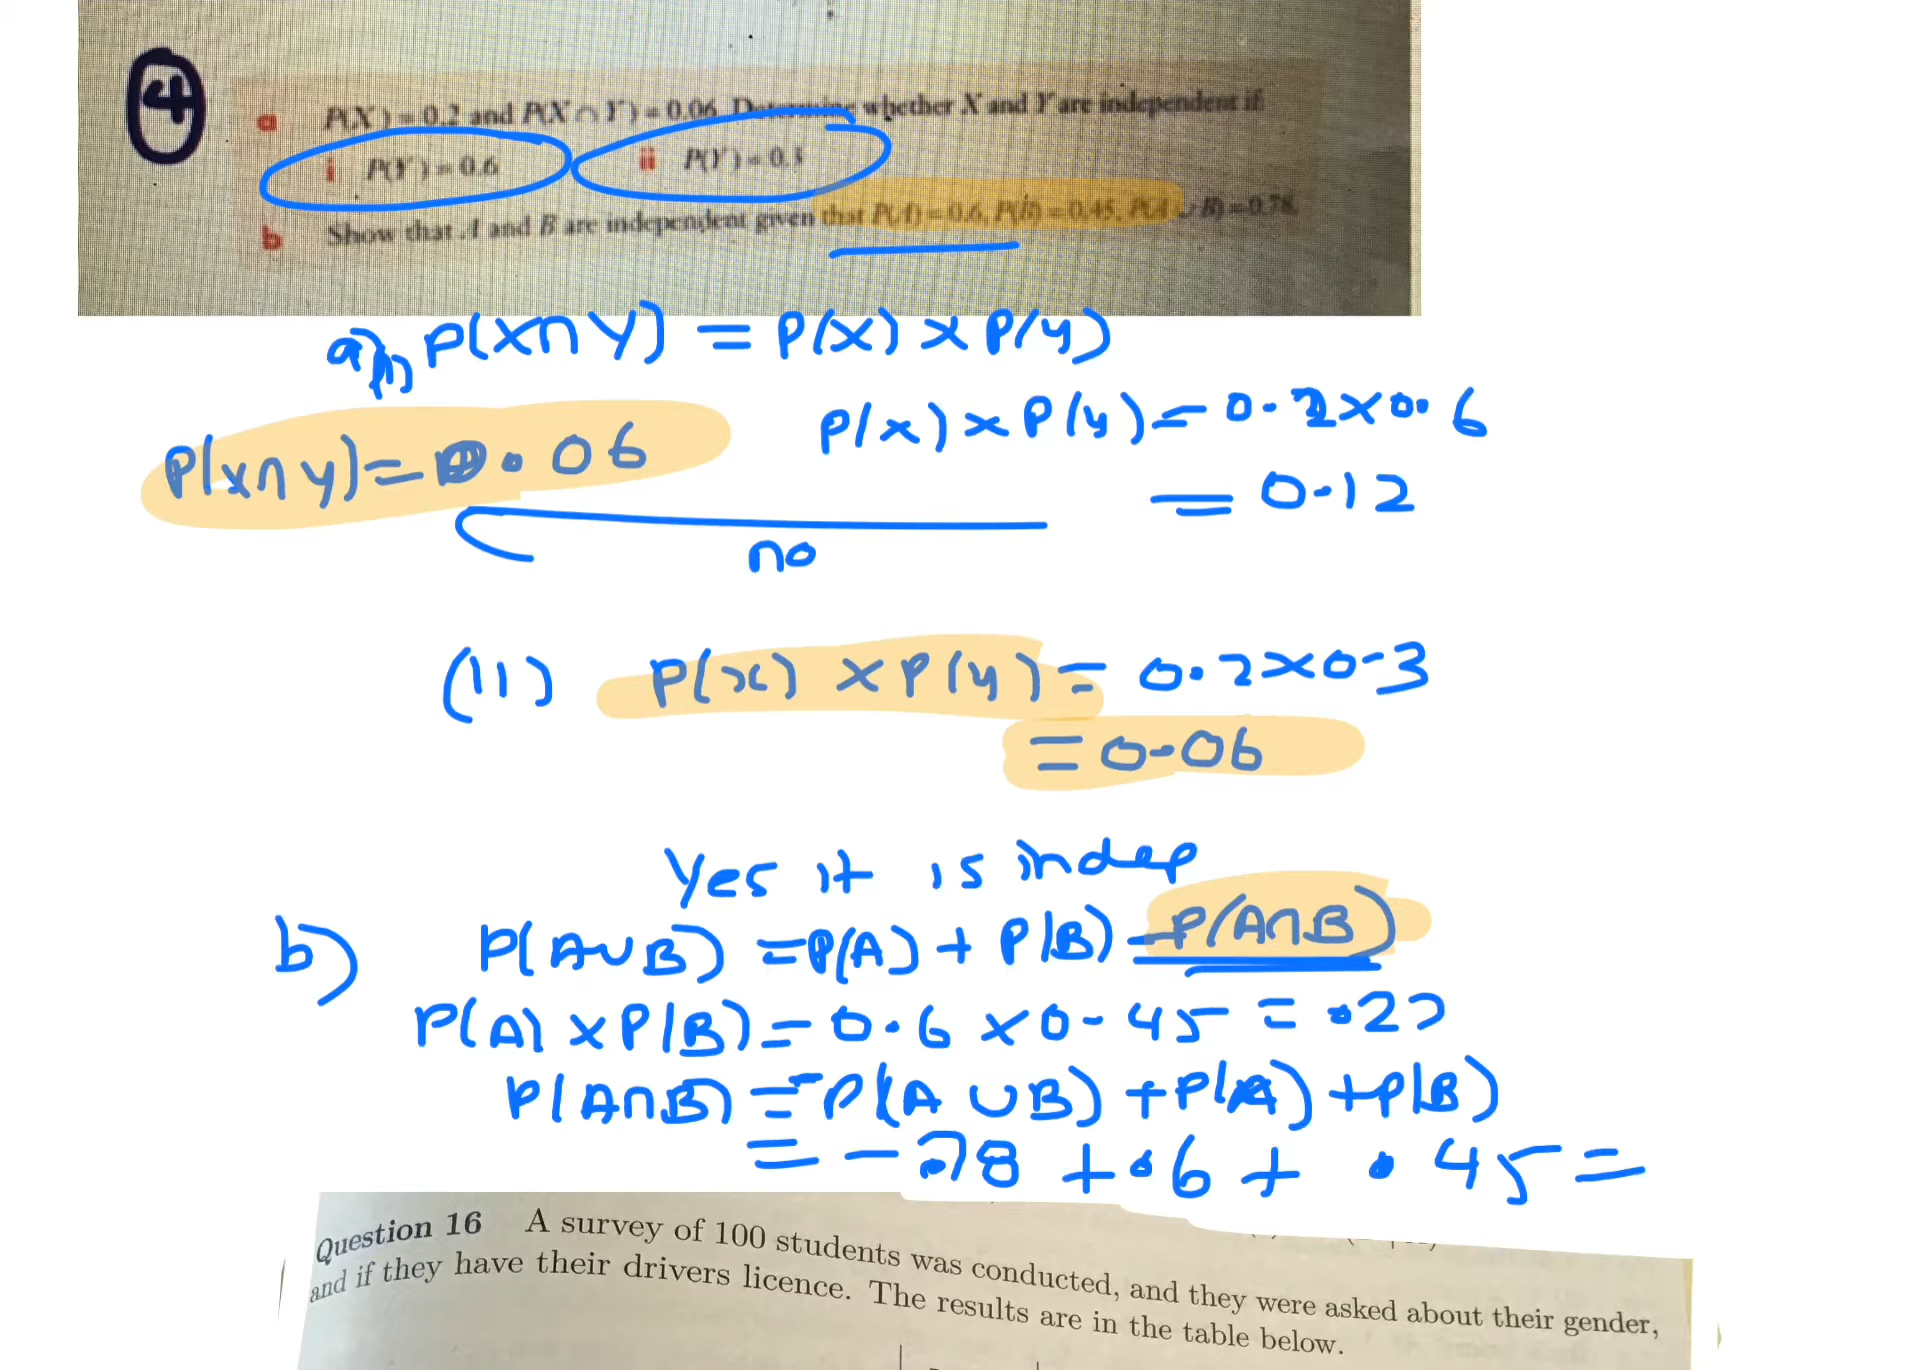 4
a P(X) = 0.2 and P(X ∩ Y) = 0.06. Determine whether X and Y are independent if:
i P(Y) = 0.6 ii P(Y) = 0.3
b Show that A and B are independent given that P(A) = 0.6, P(B) = 0.45, P(A ∪ B) = 0.78.
a)(i) P(X∩Y) = P(X) × P(y)
P(x) × P(y) = 0.2×0.6
P(x∩y) = 0.06
= 0.12
no
(11) P(x) × P(y) = 0.2×0.3
= 0.06
Yes it is indep
b) P(A∪B) = P(A) + P(B) - P(A∩B)
P(A) × P(B) = 0.6 × 0.45 = .27
P(A∩B) = -P(A ∪ B) + P(A) + P(B)
= -.78 + .6 + .45 =
Question 16 A survey of 100 students was conducted, and they were asked about their gender,
and if they have their drivers licence. The results are in the table below.